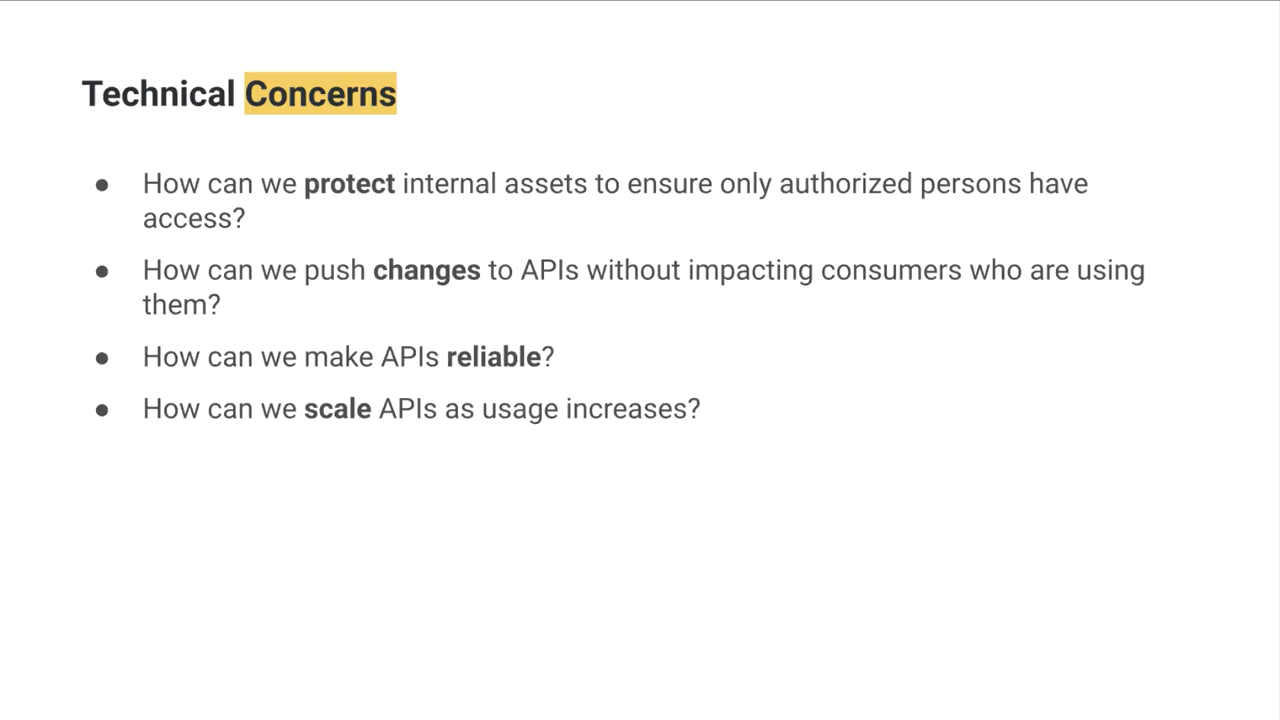 Technical Concerns
● How can we protect internal assets to ensure only authorized persons have
access?
● How can we push changes to APIs without impacting consumers who are using
them?
● How can we make APIs reliable?
● How can we scale APIs as usage increases?